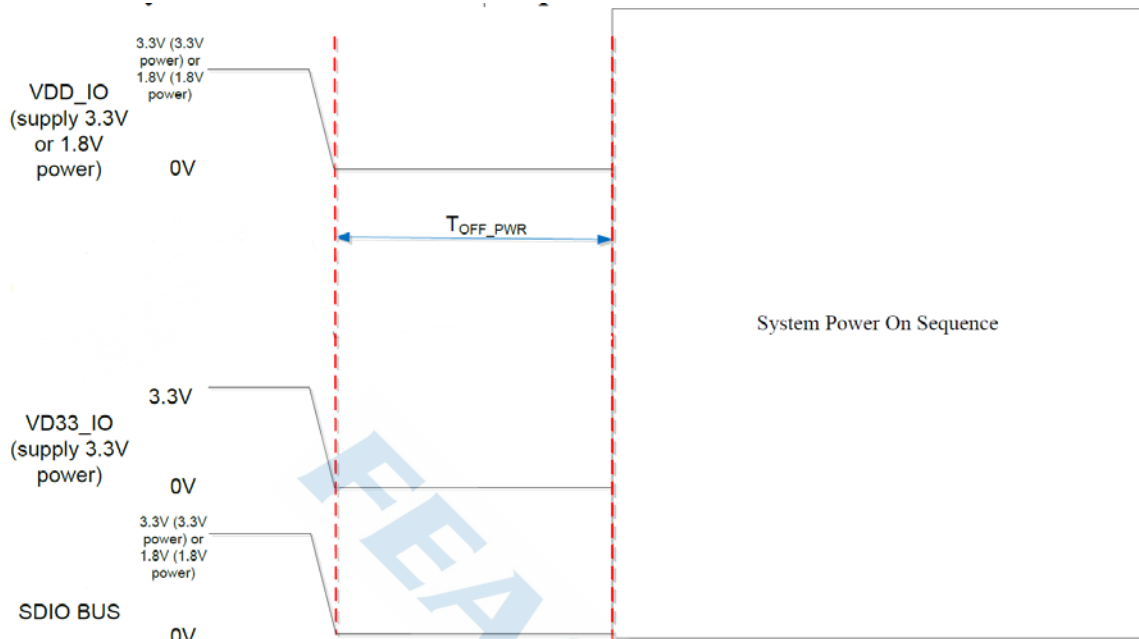 3.3V (3.3V
power) or
1.8V (1.8V
power)
VDD_IO
(supply 3.3V
or 1.8V
power)
0V
TOFF_PWR
System Power On Sequence
3.3V
VD33_IO
(supply 3.3V
power)
0V
3.3V (3.3V
power) or
1.8V (1.8V
power)
SDIO BUS
0V
FEA